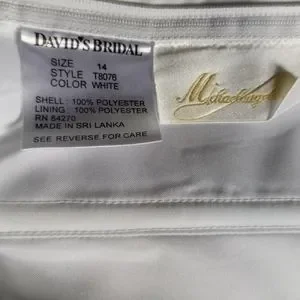 DAVID'S BRIDAL
SIZE 14
STYLE T8076
COLOR WHITE
SHELL: 100% POLYESTER
LINING: 100% POLYESTER
RN 64270
MADE IN SRI LANKA
SEE REVERSE FOR CARE
Michaelangelo